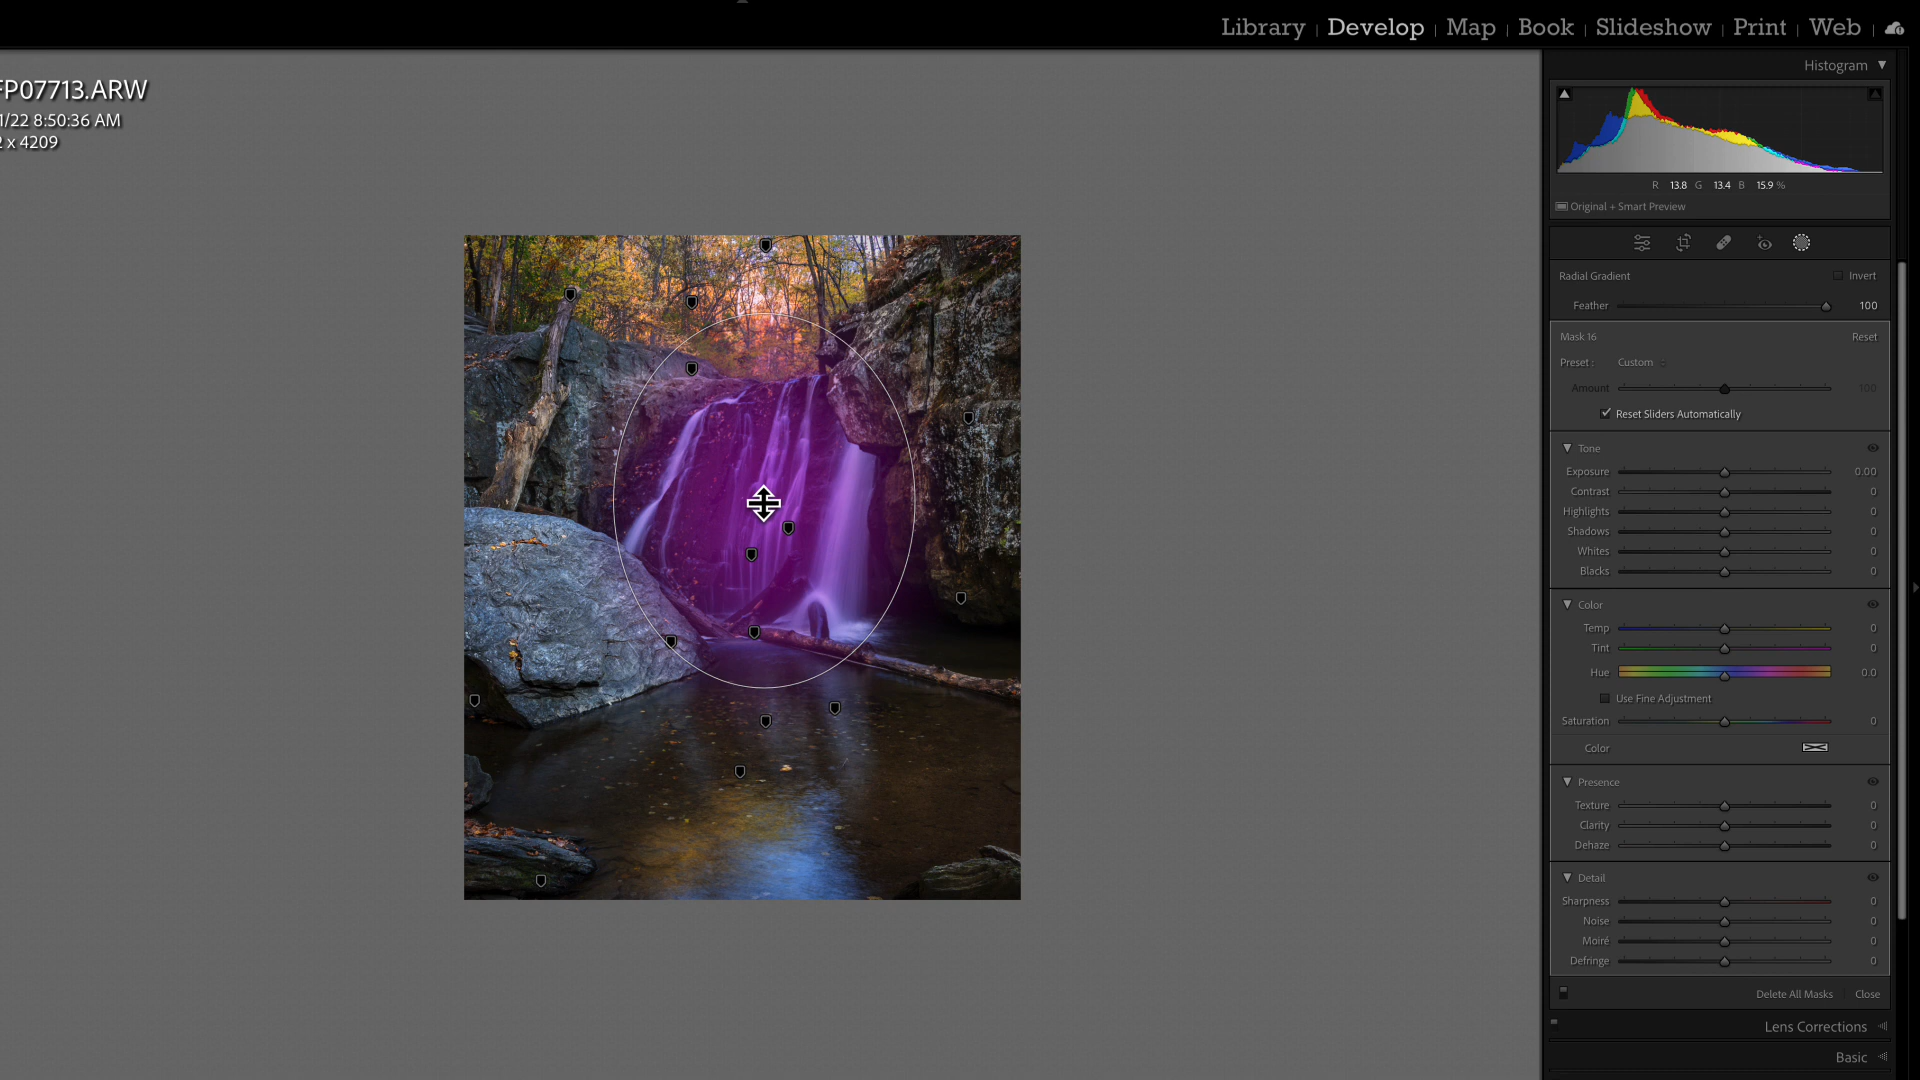 Library | Develop | Map | Book | Slideshow | Print | Web |
FP07713.ARW
1/22 8:50:36 AM
2 x 4209
Histogram
R 13.8 G 13.4 B 15.9 %
Original + Smart Preview
Radial Gradient Invert
Feather 100
Mask 16 Reset
Preset : Custom
Amount 100
Reset Sliders Automatically
Tone
Exposure 0.00
Contrast 0
Highlights 0
Shadows 0
Whites 0
Blacks 0
Color
Temp 0
Tint 0
Hue 0.0
Use Fine Adjustment
Saturation 0
Color
Presence
Texture 0
Clarity 0
Dehaze 0
Detail
Sharpness 0
Noise 0
Moiré 0
Defringe 0
Delete All Masks Close
Lens Corrections
Basic